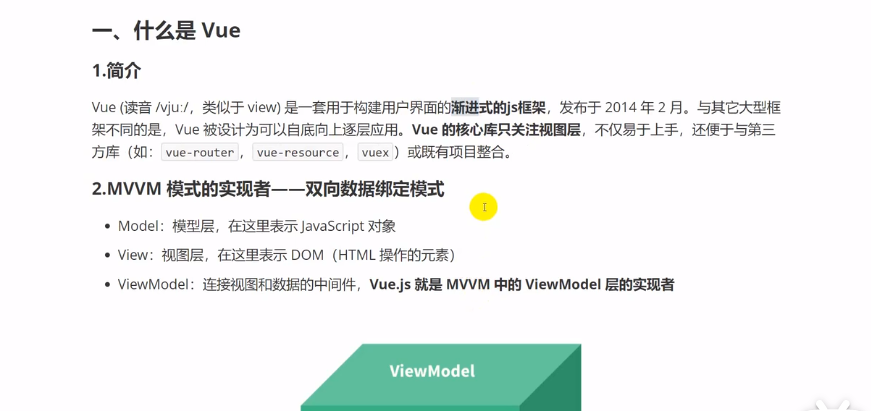 一、什么是 Vue
1.简介
Vue (读音 /vjuː/，类似于 view) 是一套用于构建用户界面的渐进式的js框架，发布于 2014 年 2 月。与其它大型框
架不同的是，Vue 被设计为可以自底向上逐层应用。Vue 的核心库只关注视图层，不仅易于上手，还便于与第三
方库（如：vue-router，vue-resource，vuex）或既有项目整合。
2.MVVM 模式的实现者——双向数据绑定模式
• Model：模型层，在这里表示 JavaScript 对象
• View：视图层，在这里表示 DOM（HTML 操作的元素）
• ViewModel：连接视图和数据的中间件，Vue.js 就是 MVVM 中的 ViewModel 层的实现者
ViewModel